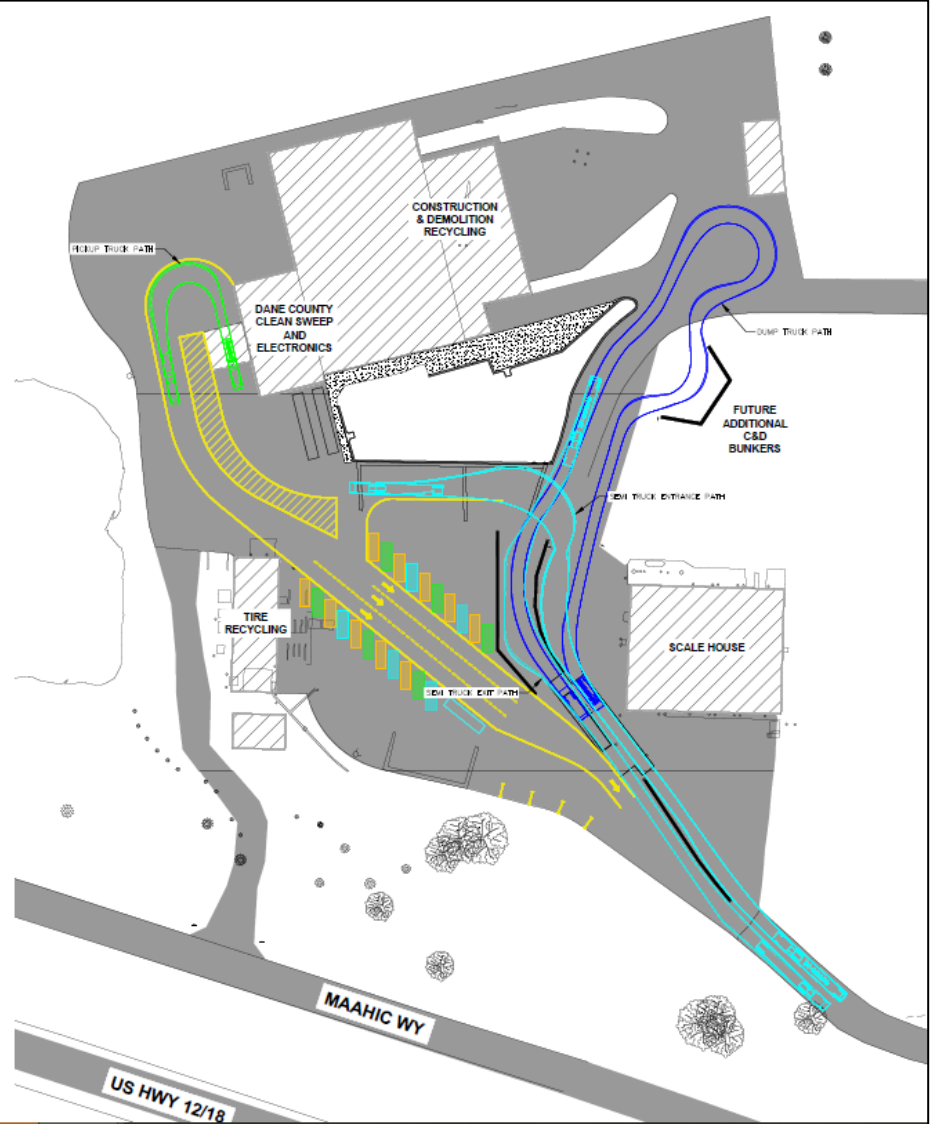 CONSTRUCTION
& DEMOLITION
RECYCLING
PICKUP TRUCK PATH
DANE COUNTY
CLEAN SWEEP
AND
ELECTRONICS
DUMP TRUCK PATH
FUTURE
ADDITIONAL
C&D
BUNKERS
SEMI TRUCK ENTRANCE PATH
TIRE
RECYCLING
SCALE HOUSE
SEMI TRUCK EXIT PATH
MAAHIC WY
US HWY 12/18